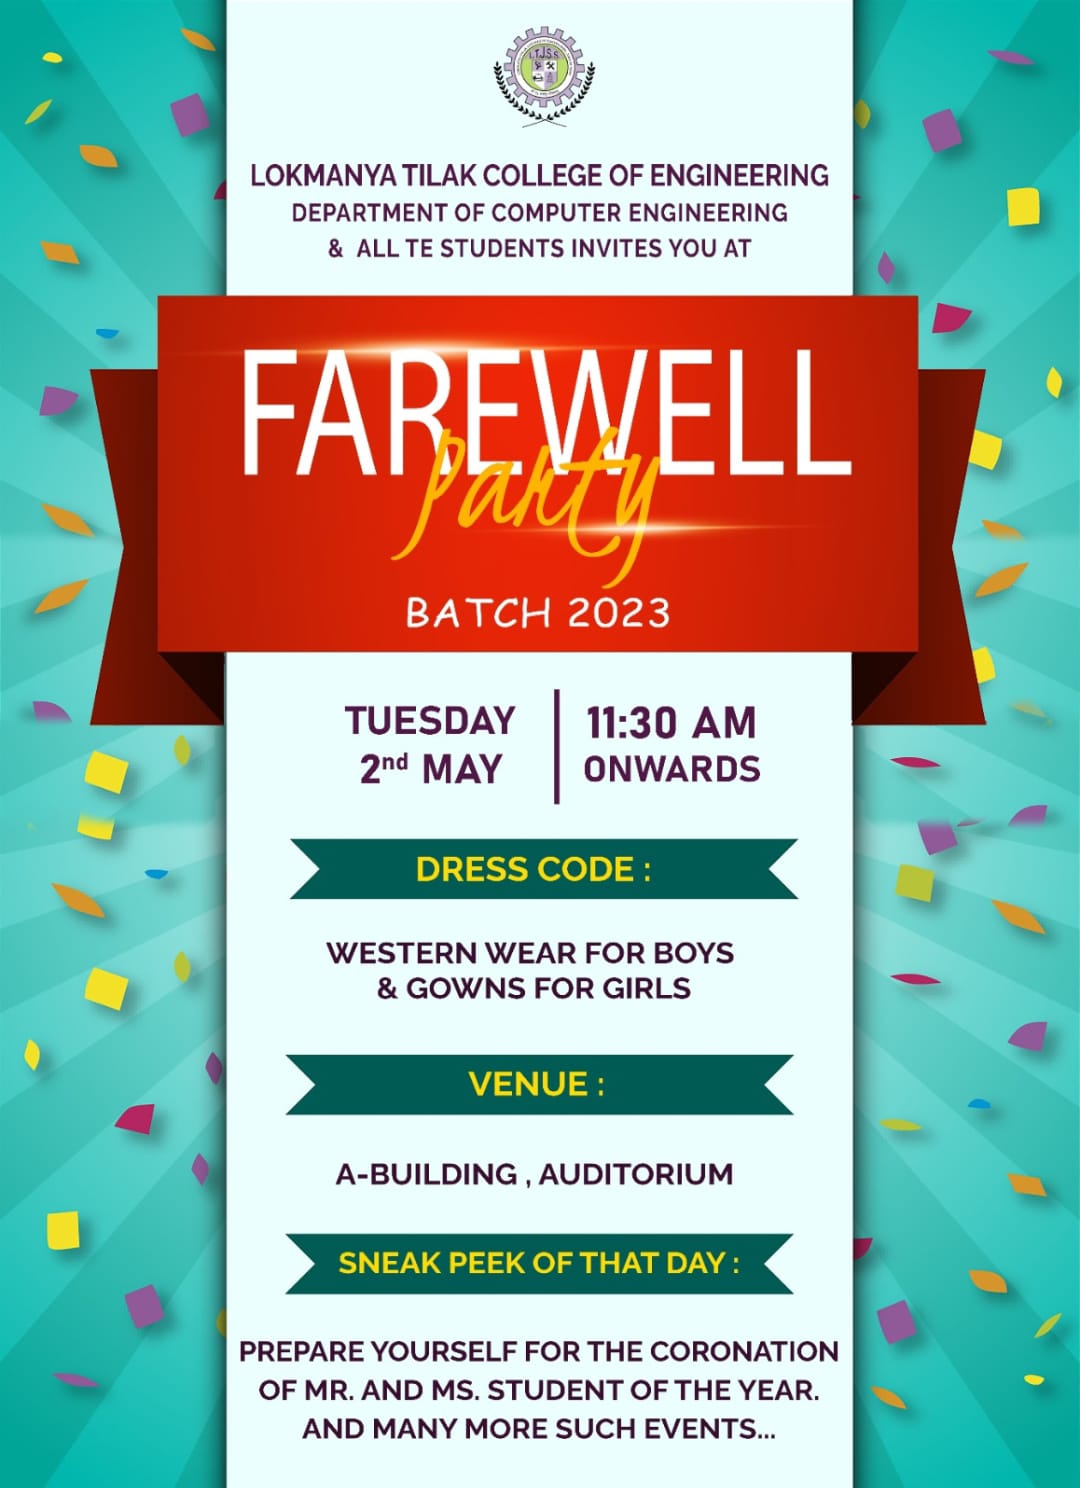 L.T.J.S.S.
LOKMANYA TILAK COLLEGE OF ENGINEERING
DEPARTMENT OF COMPUTER ENGINEERING
& ALL TE STUDENTS INVITES YOU AT
FAREWELL
Party
BATCH 2023
TUESDAY
2nd MAY
11:30 AM
ONWARDS
DRESS CODE :
WESTERN WEAR FOR BOYS
& GOWNS FOR GIRLS
VENUE :
A-BUILDING , AUDITORIUM
SNEAK PEEK OF THAT DAY :
PREPARE YOURSELF FOR THE CORONATION
OF MR. AND MS. STUDENT OF THE YEAR.
AND MANY MORE SUCH EVENTS...